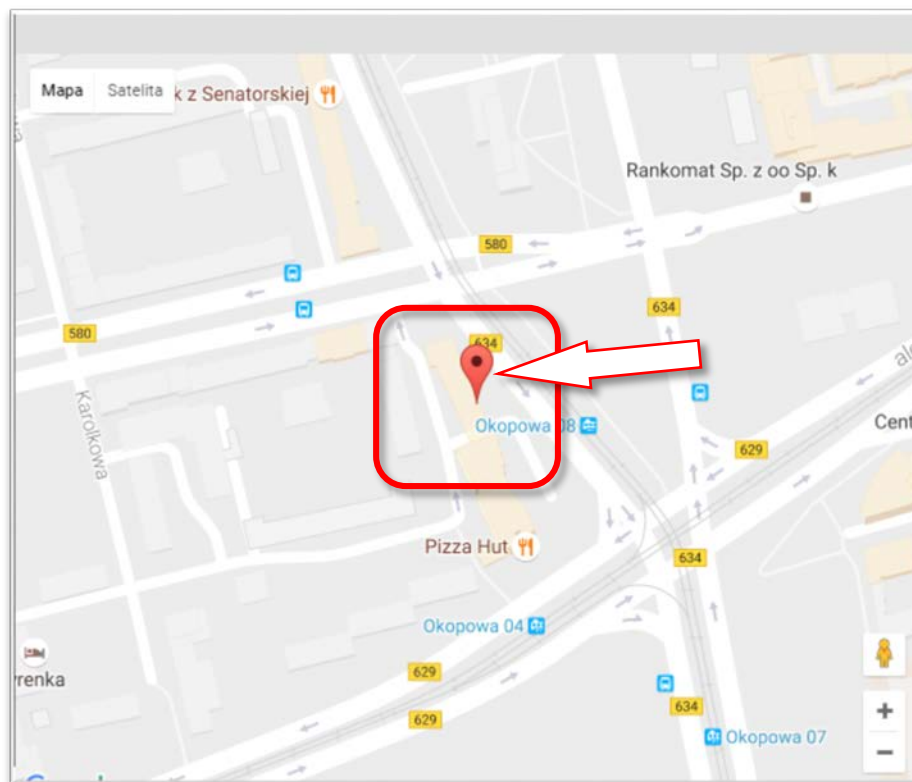 Mapa Satelita
k z Senatorskiej
Rankomat Sp. z oo Sp. k
580
634
580
634
Karolkowa
Okopowa 08
Cent
629
Pizza Hut
634
Okopowa 04
renka
629
634
629
Okopowa 07